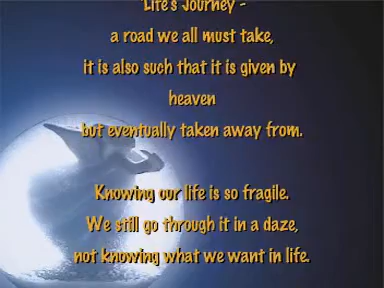 "Life's Journey -
a road we all must take,
it is also such that it is given by
heaven
but eventually taken away from.
Knowing our life is so fragile.
We still go through it in a daze,
not knowing what we want in life.